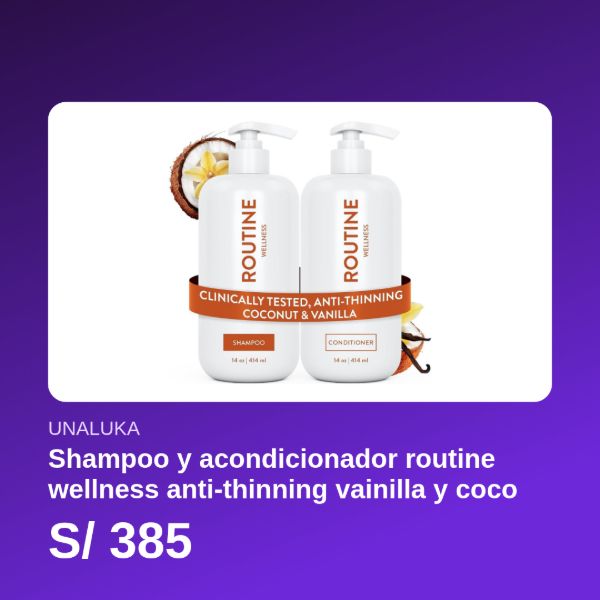 ROUTINE
WELLNESS
ROUTINE
WELLNESS
CLINICALLY TESTED, ANTI-THINNING
COCONUT & VANILLA
SHAMPOO
CONDITIONER
14 oz | 414 ml
14 oz | 414 ml
UNALUKA
Shampoo y acondicionador routine
wellness anti-thinning vainilla y coco
S/ 385